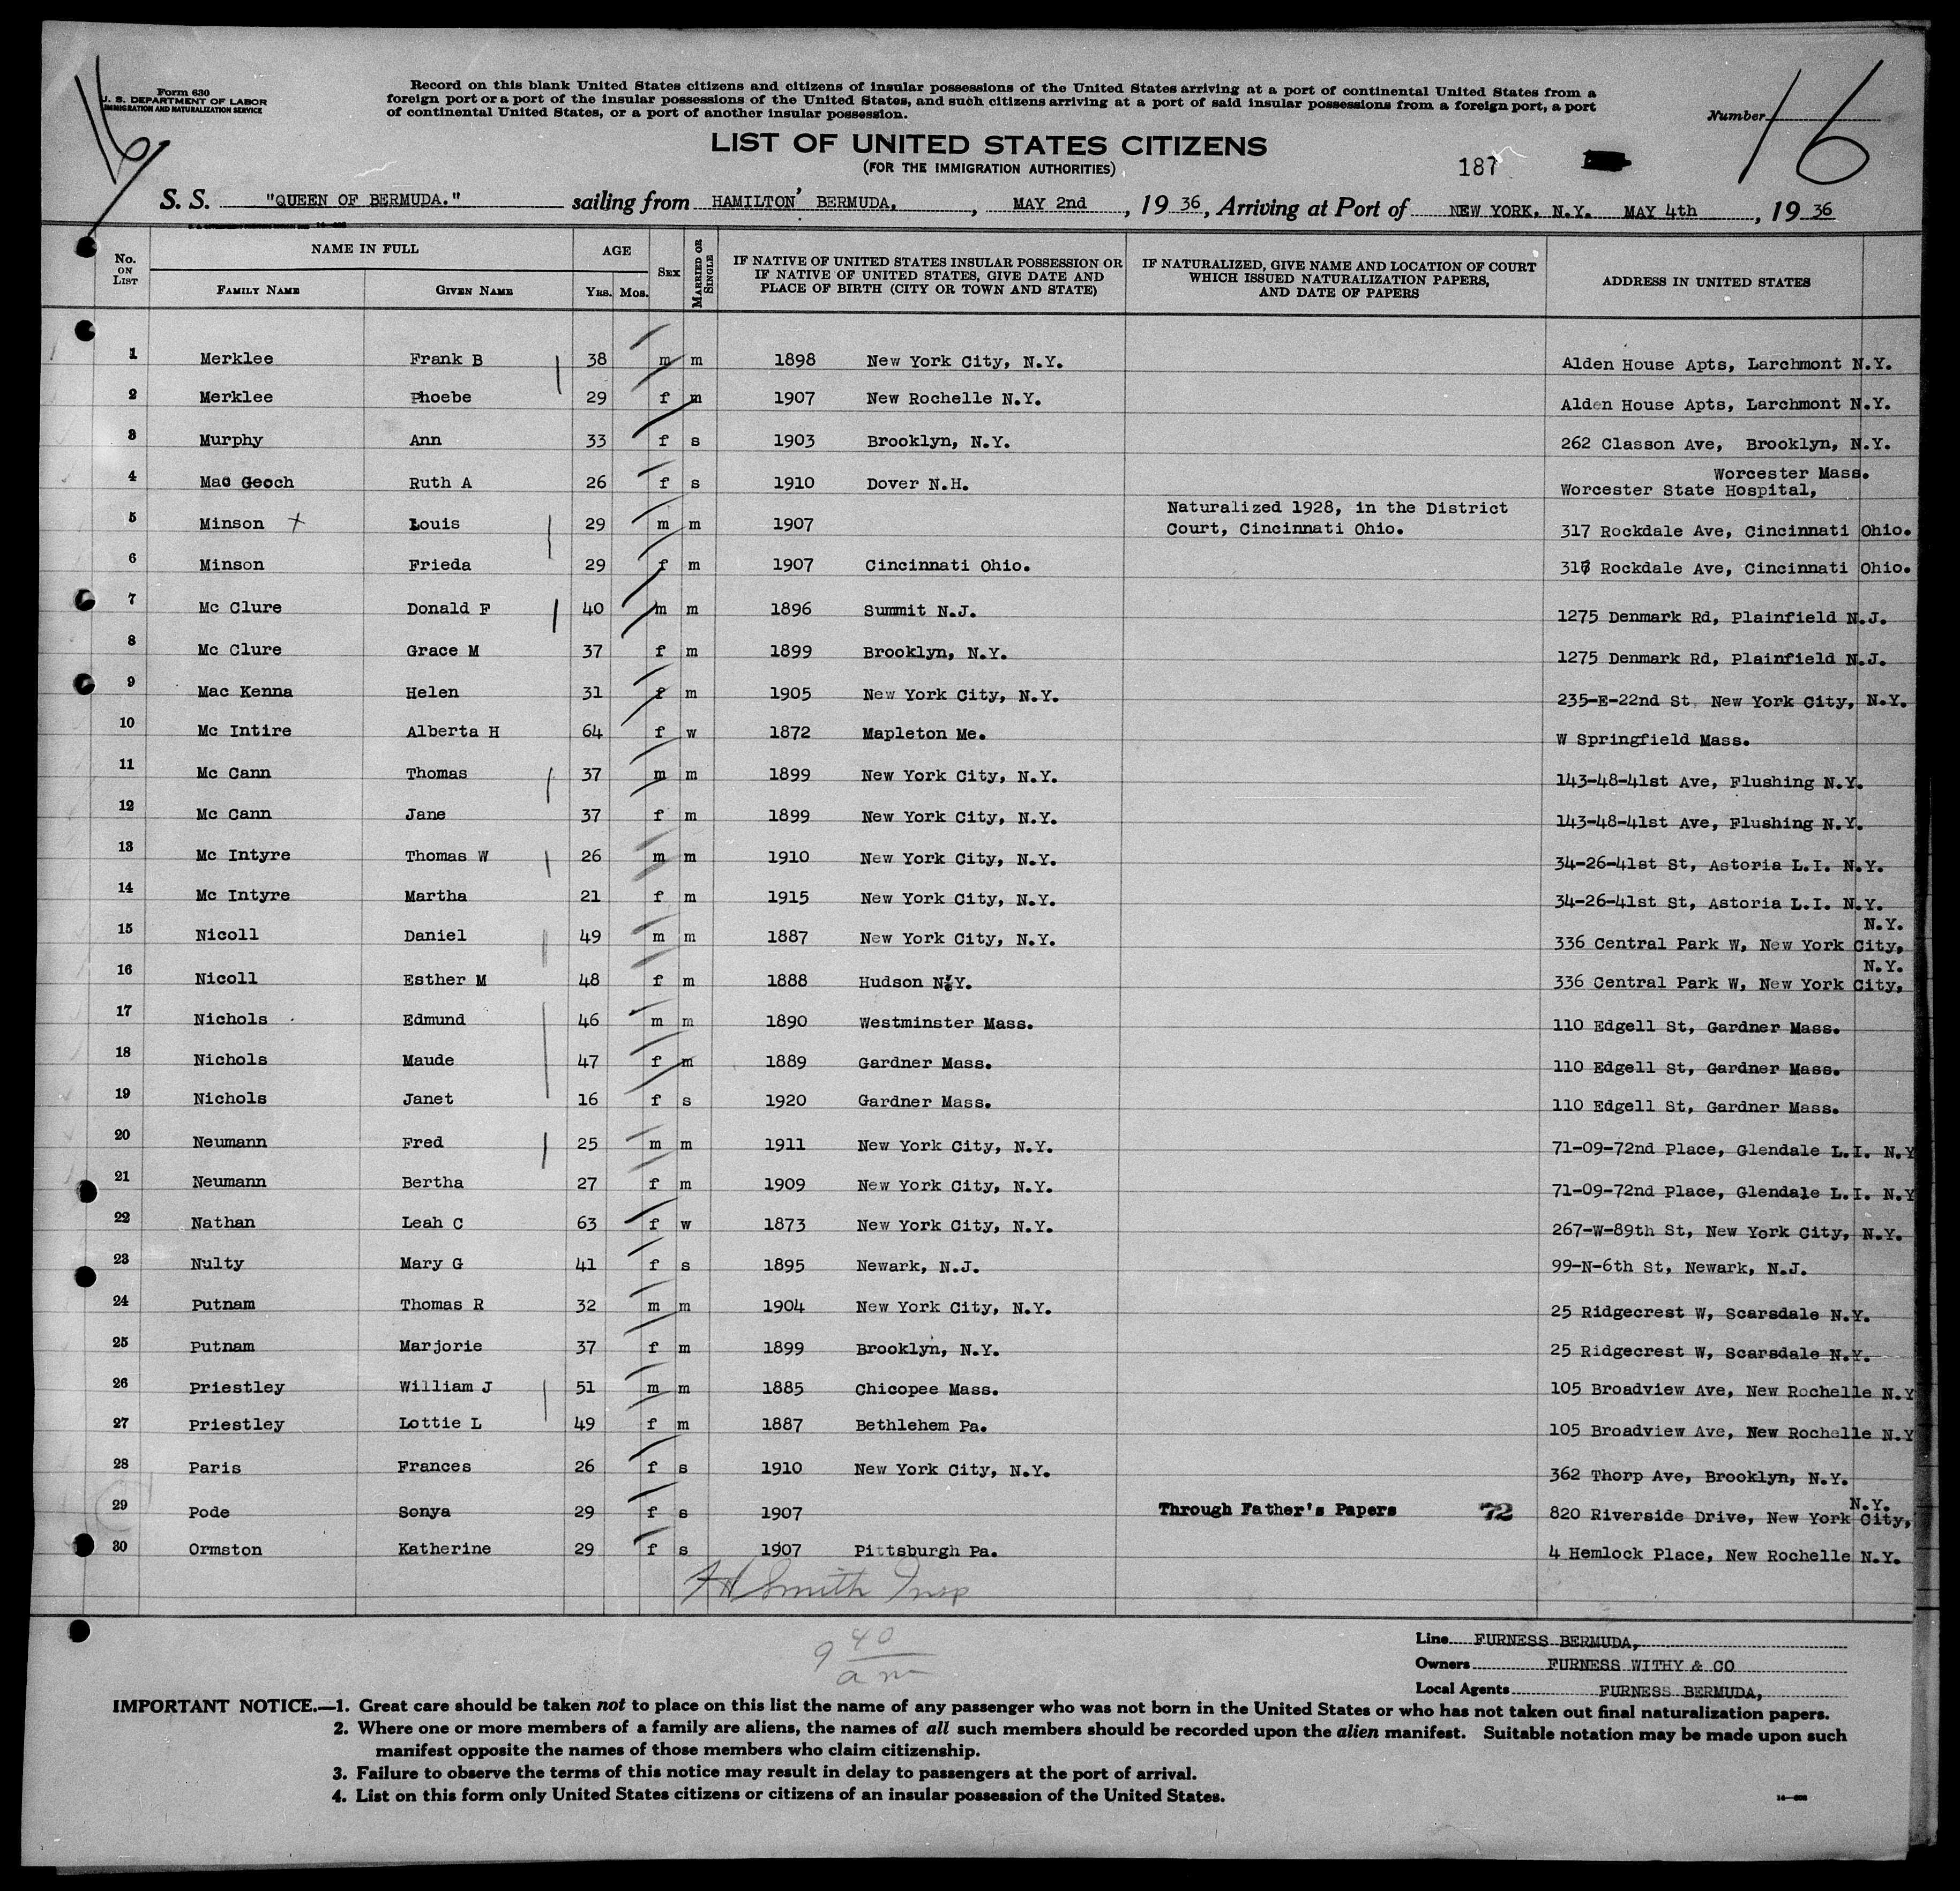 Form 630
U. S. DEPARTMENT OF LABOR
IMMIGRATION AND NATURALIZATION SERVICE
16
Record on this blank United States citizens and citizens of insular possessions of the United States arriving at a port of continental United States from a
foreign port or a port of the insular possessions of the United States, and such citizens arriving at a port of said insular possessions from a foreign port, a port
of continental United States, or a port of another insular possession.
Number 16
LIST OF UNITED STATES CITIZENS
(FOR THE IMMIGRATION AUTHORITIES)
187
S. S. "QUEEN OF BERMUDA." sailing from HAMILTON' BERMUDA, , MAY 2nd , 19 36, Arriving at Port of NEW YORK, N.Y. MAY 4th , 19 36
No. ON LIST NAME IN FULL FAMILY NAME GIVEN NAME AGE YRS. MOS. SEX MARRIED OR SINGLE IF NATIVE OF UNITED STATES INSULAR POSSESSION OR IF NATIVE OF UNITED STATES, GIVE DATE AND PLACE OF BIRTH (CITY OR TOWN AND STATE) IF NATURALIZED, GIVE NAME AND LOCATION OF COURT WHICH ISSUED NATURALIZATION PAPERS, AND DATE OF PAPERS ADDRESS IN UNITED STATES
1 Merklee Frank B 38 m m 1898 New York City, N.Y. Alden House Apts, Larchmont N.Y.
2 Merklee Phoebe 29 f m 1907 New Rochelle N.Y. Alden House Apts, Larchmont N.Y.
3 Murphy Ann 33 f s 1903 Brooklyn, N.Y. 262 Classon Ave, Brooklyn, N.Y.
4 Mac Geoch Ruth A 26 f s 1910 Dover N.H. Worcester State Hospital, Worcester Mass.
5 Minson X Louis 29 m m 1907 Naturalized 1928, in the District Court, Cincinnati Ohio. 317 Rockdale Ave, Cincinnati Ohio.
6 Minson Frieda 29 f m 1907 Cincinnati Ohio. 317 Rockdale Ave, Cincinnati Ohio.
7 Mc Clure Donald F 40 m m 1896 Summit N.J. 1275 Denmark Rd, Plainfield N.J.
8 Mc Clure Grace M 37 f m 1899 Brooklyn, N.Y. 1275 Denmark Rd, Plainfield N.J.
9 Mac Kenna Helen 31 f m 1905 New York City, N.Y. 235-E-22nd St, New York City, N.Y.
10 Mc Intire Alberta H 64 f w 1872 Mapleton Me. W Springfield Mass.
11 Mc Cann Thomas 37 m m 1899 New York City, N.Y. 143-48-41st Ave, Flushing N.Y.
12 Mc Cann Jane 37 f m 1899 New York City, N.Y. 143-48-41st Ave, Flushing N.Y.
13 Mc Intyre Thomas W 26 m m 1910 New York City, N.Y. 34-26-41st St, Astoria L.I. N.Y.
14 Mc Intyre Martha 21 f m 1915 New York City, N.Y. 34-26-41st St, Astoria L.I. N.Y.
15 Nicoll Daniel 49 m m 1887 New York City, N.Y. 336 Central Park W, New York City, N.Y.
16 Nicoll Esther M 48 f m 1888 Hudson N.Y. 336 Central Park W, New York City, N.Y.
17 Nichols Edmund 46 m m 1890 Westminster Mass. 110 Edgell St, Gardner Mass.
18 Nichols Maude 47 f m 1889 Gardner Mass. 110 Edgell St, Gardner Mass.
19 Nichols Janet 16 f s 1920 Gardner Mass. 110 Edgell St, Gardner Mass.
20 Neumann Fred 25 m m 1911 New York City, N.Y. 71-09-72nd Place, Glendale L.I. N.Y
21 Neumann Bertha 27 f m 1909 New York City, N.Y. 71-09-72nd Place, Glendale L.I. N.Y
22 Nathan Leah C 63 f w 1873 New York City, N.Y. 267-W-89th St, New York City, N.Y.
23 Nulty Mary G 41 f s 1895 Newark, N.J. 99-N-6th St, Newark, N.J.
24 Putnam Thomas R 32 m m 1904 New York City, N.Y. 25 Ridgecrest W, Scarsdale N.Y.
25 Putnam Marjorie 37 f m 1899 Brooklyn, N.Y. 25 Ridgecrest W, Scarsdale N.Y.
26 Priestley William J 51 m m 1885 Chicopee Mass. 105 Broadview Ave, New Rochelle N.Y
27 Priestley Lottie L 49 f m 1887 Bethlehem Pa. 105 Broadview Ave, New Rochelle N.Y
28 Paris Frances 26 f s 1910 New York City, N.Y. 362 Thorp Ave, Brooklyn, N.Y.
29 Pode Sonya 29 f s 1907 Through Father's Papers 72 820 Riverside Drive, New York City, N.Y.
30 Ormston Katherine 29 f s 1907 Pittsburgh Pa. 4 Hemlock Place, New Rochelle N.Y.
Smith Insp
9 40 am
Line FURNESS BERMUDA,
Owners FURNESS WITHY & CO
Local Agents FURNESS BERMUDA,
IMPORTANT NOTICE.—1. Great care should be taken not to place on this list the name of any passenger who was not born in the United States or who has not taken out final naturalization papers.
2. Where one or more members of a family are aliens, the names of all such members should be recorded upon the alien manifest. Suitable notation may be made upon such
manifest opposite the names of those members who claim citizenship.
3. Failure to observe the terms of this notice may result in delay to passengers at the port of arrival.
4. List on this form only United States citizens or citizens of an insular possession of the United States.